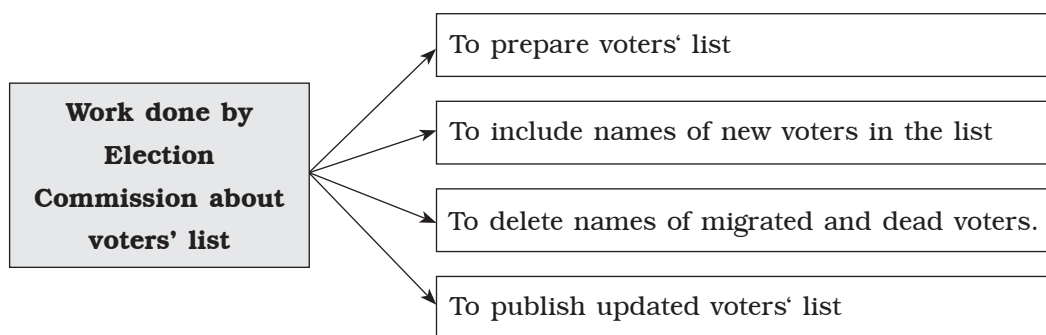 Work done by
Election
Commission about
voters’ list
To prepare voters‘ list
To include names of new voters in the list
To delete names of migrated and dead voters.
To publish updated voters‘ list